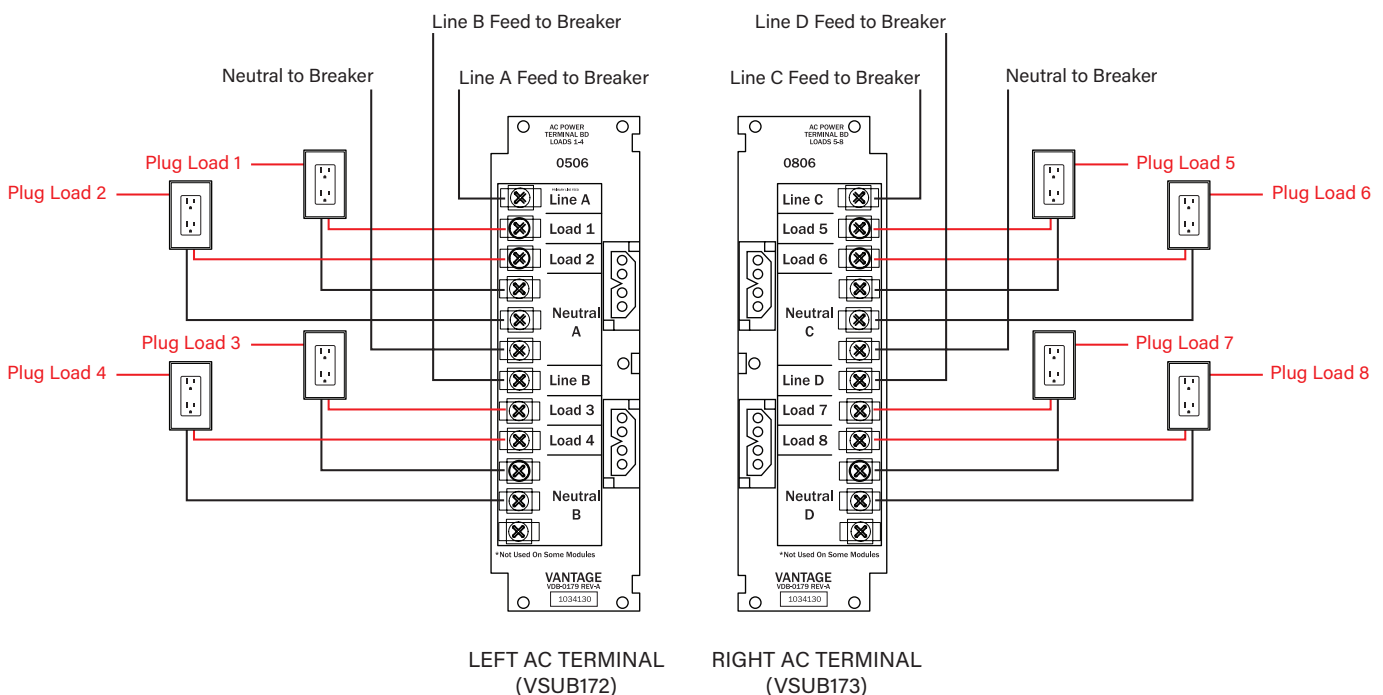 Line B Feed to Breaker
Line D Feed to Breaker
Neutral to Breaker
Line A Feed to Breaker
Line C Feed to Breaker
Neutral to Breaker
Plug Load 1
Plug Load 2
Plug Load 3
Plug Load 4
AC POWER
TERMINAL BD
LOADS 1-4
0506
Line A
Load 1
Load 2
Neutral
A
Line B
Load 3
Load 4
Neutral
B
*Not Used On Some Modules
VANTAGE
VDB-0179 REV-A
1034130
LEFT AC TERMINAL
(VSUB172)
AC POWER
TERMINAL BD
LOADS 5-8
0806
Line C
Load 5
Load 6
Neutral
C
Line D
Load 7
Load 8
Neutral
D
*Not Used On Some Modules
VANTAGE
VDB-0179 REV-A
1034130
RIGHT AC TERMINAL
(VSUB173)
Plug Load 5
Plug Load 6
Plug Load 7
Plug Load 8